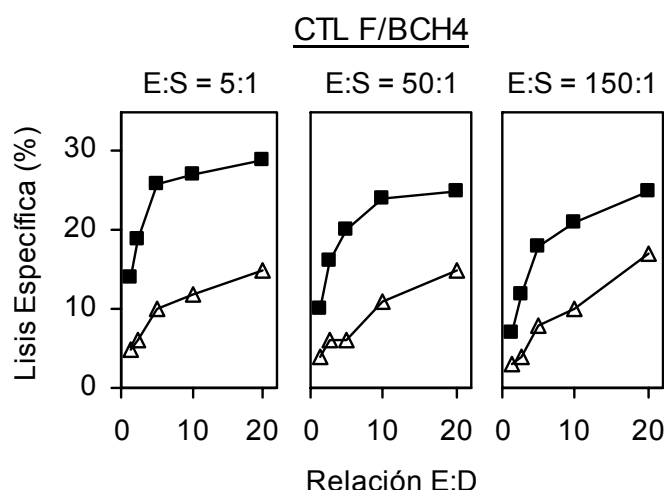 CTL F/BCH4
E:S = 5:1 E:S = 50:1 E:S = 150:1
Lisis Específica (%)
30
20
10
0
0 10 20 0 10 20 0 10 20
Relación E:D